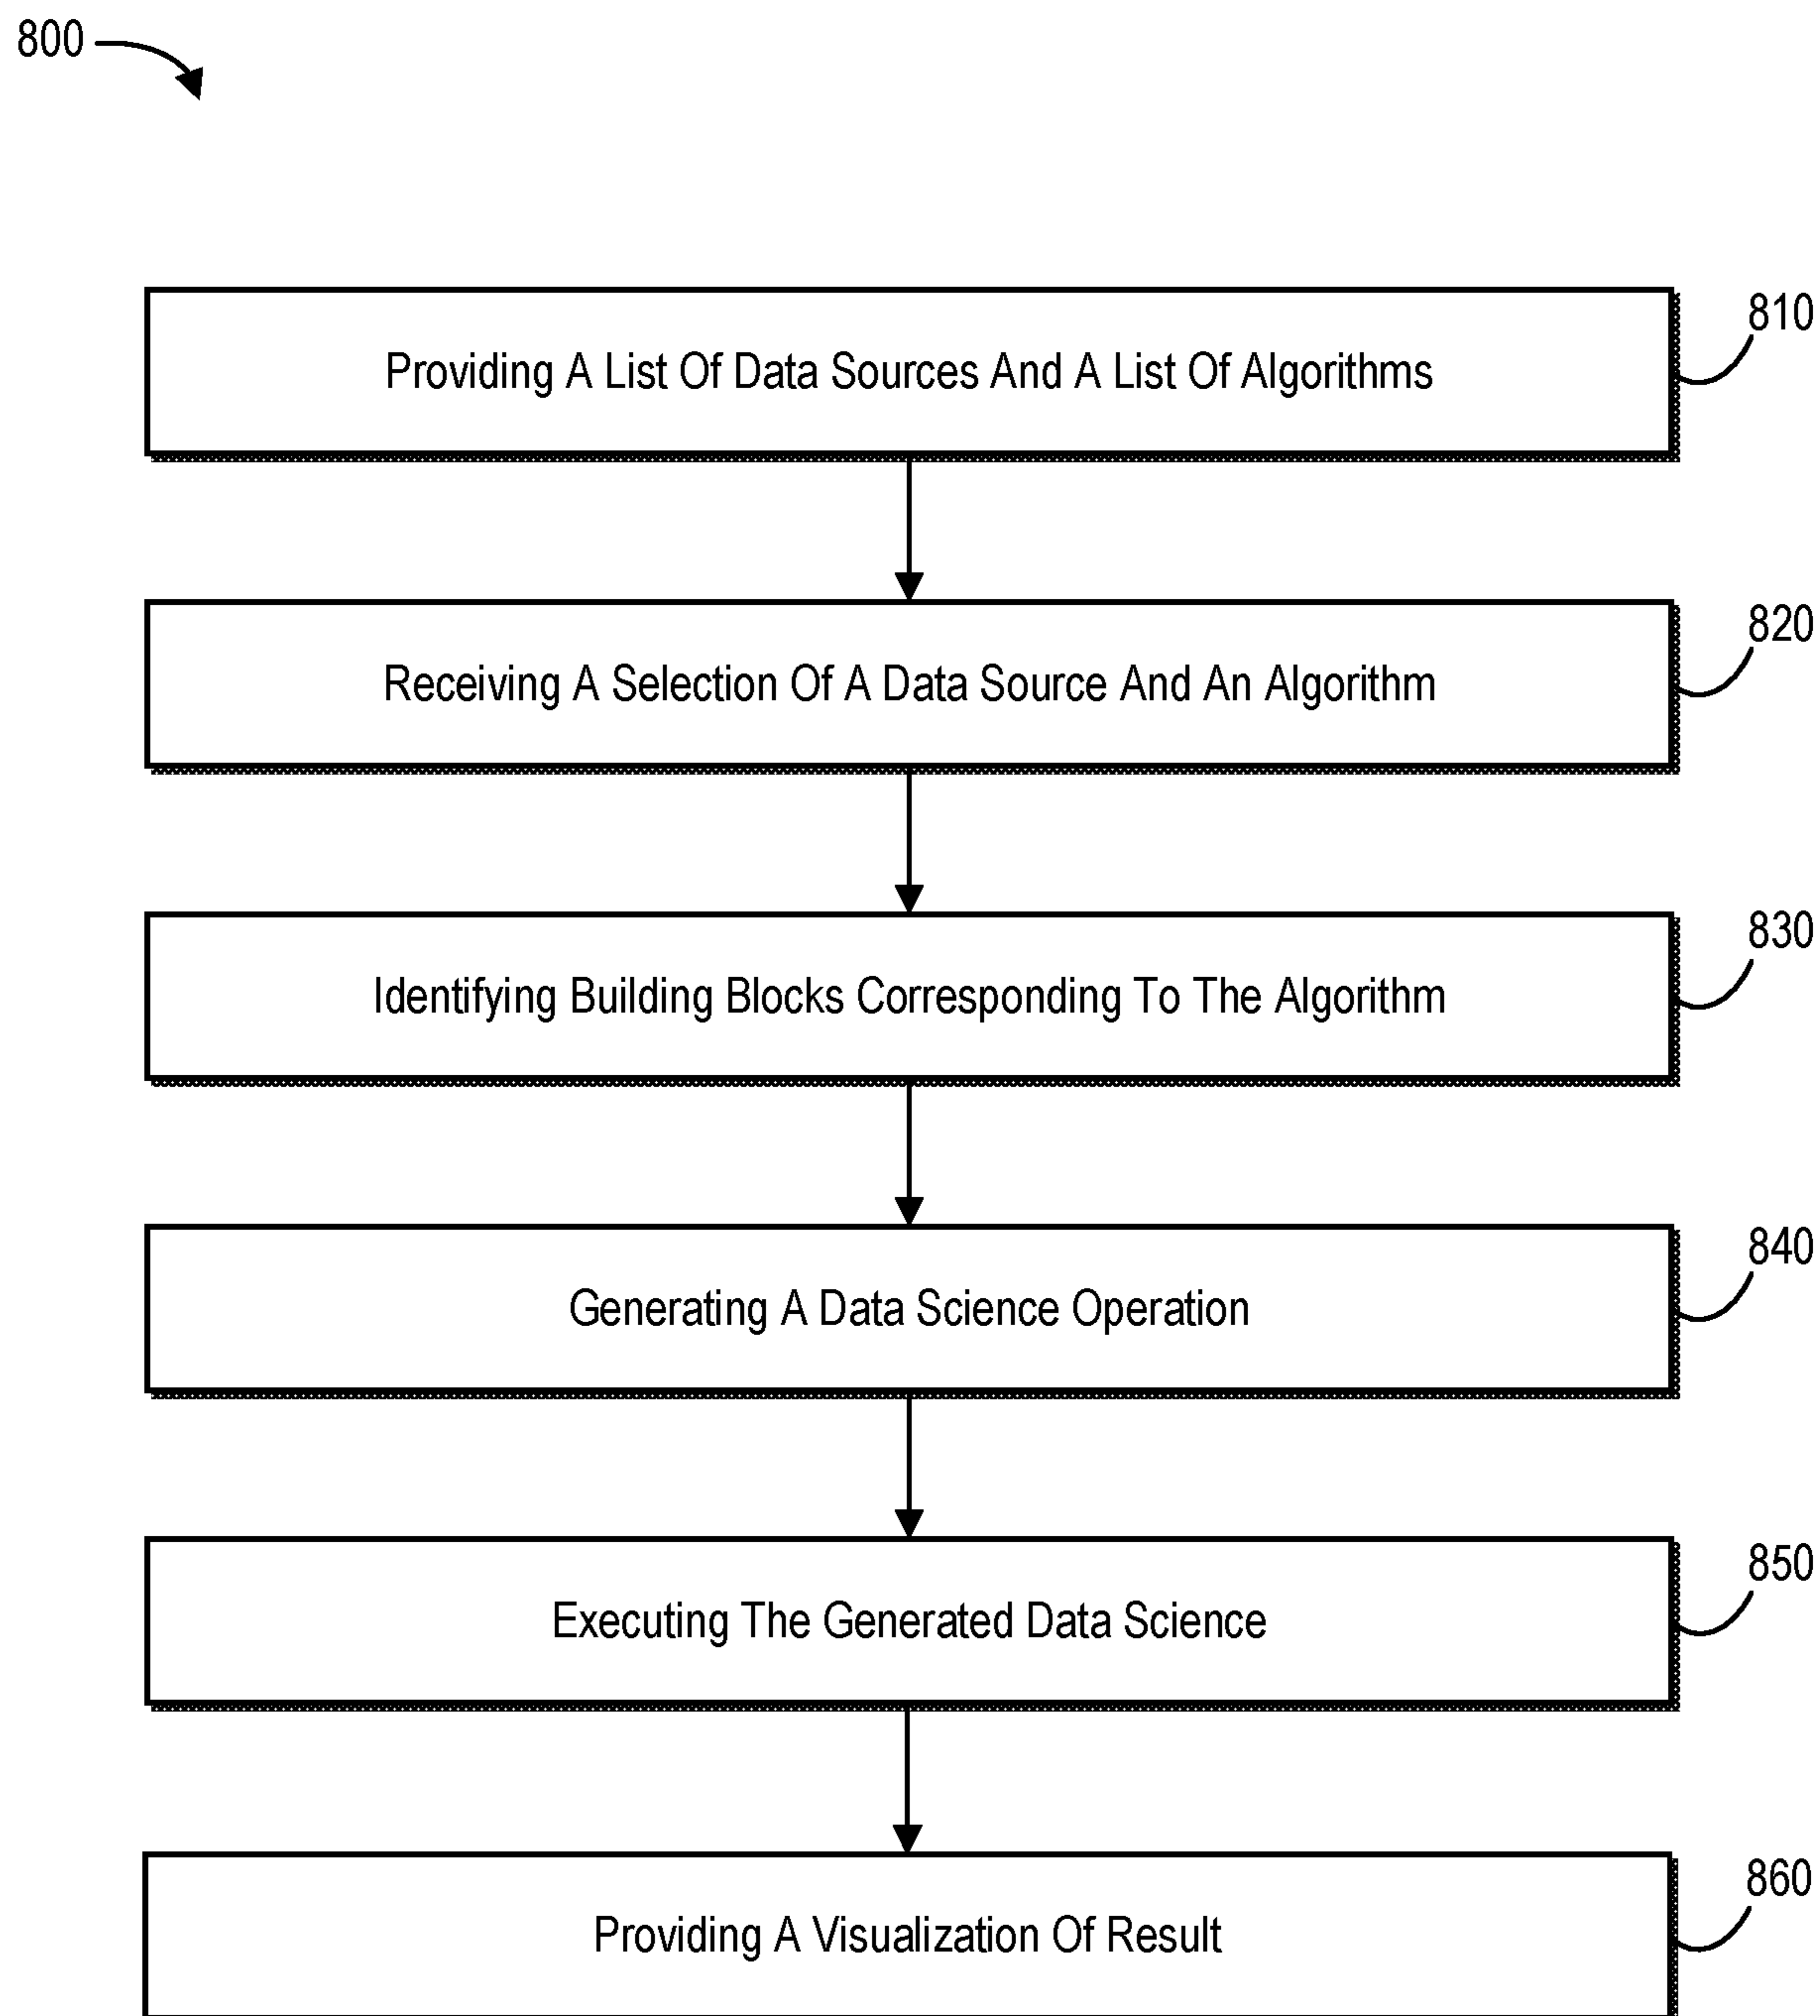 800
810
Providing A List Of Data Sources And A List Of Algorithms
820
Receiving A Selection Of A Data Source And An Algorithm
830
Identifying Building Blocks Corresponding To The Algorithm
840
Generating A Data Science Operation
850
Executing The Generated Data Science
860
Providing A Visualization Of Result